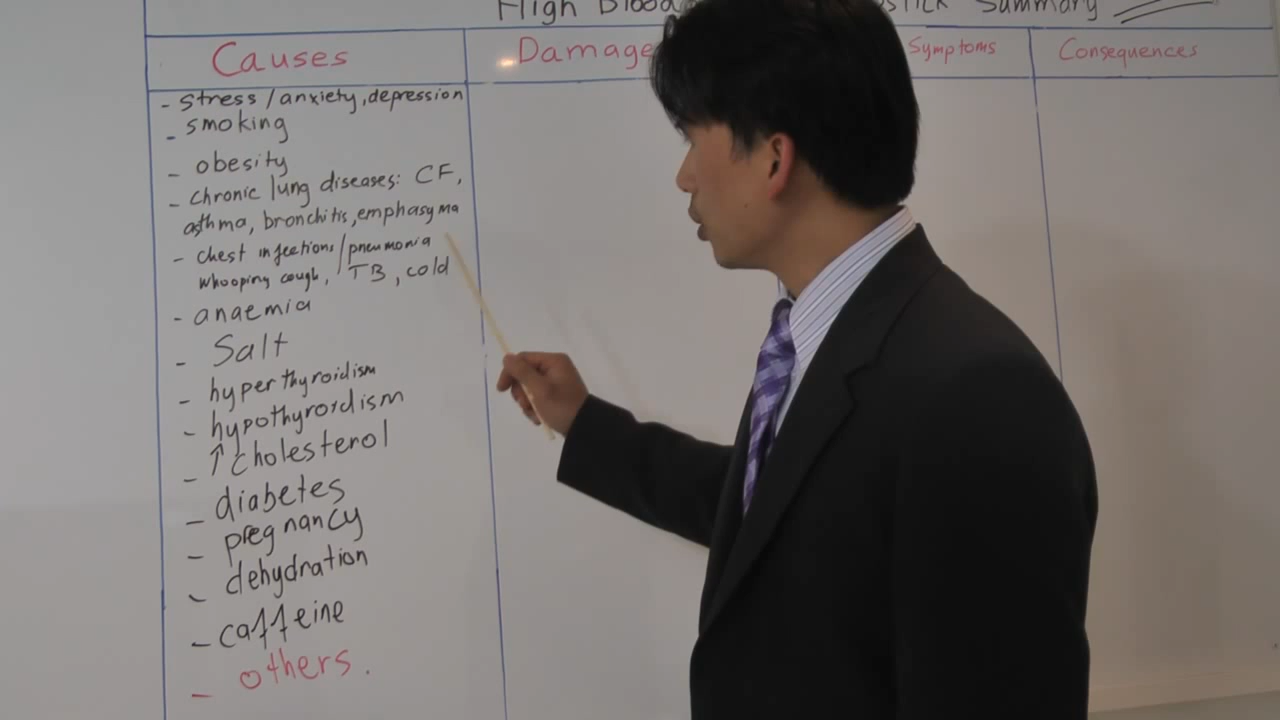 High Blood Summary
Causes Damage Symptoms Consequences
- stress / anxiety, depression
- smoking
- obesity
- chronic lung diseases: CF,
asthma, bronchitis, emphasyma
- chest infections / pneumonia
whooping cough, TB, cold
- anaemia
- Salt
- hyperthyroidism
- hypothyroidism
- ↑ cholesterol
- diabetes
- pregnancy
- dehydration
- caffeine
- others.